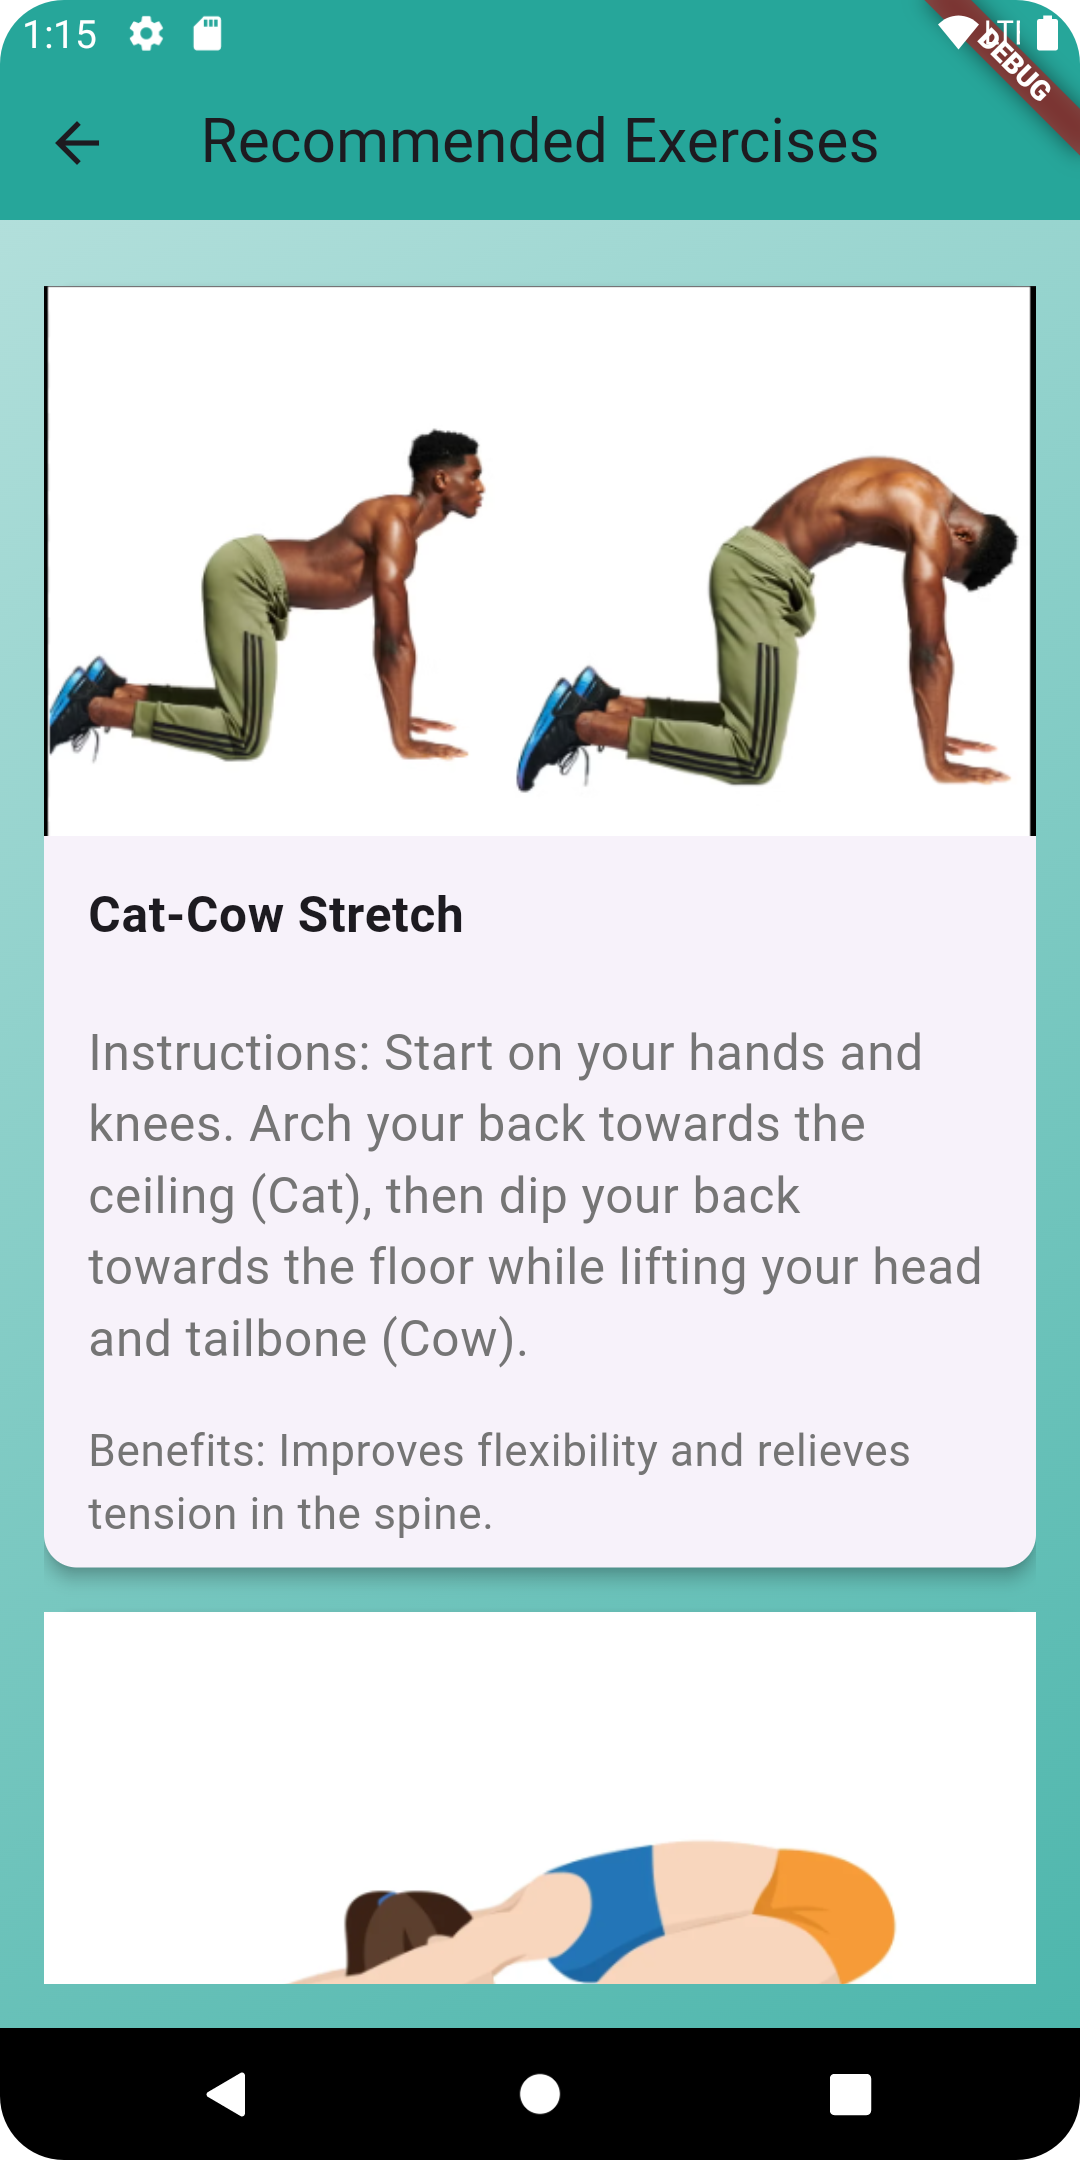 1:15
DEBUG
Recommended Exercises
Cat-Cow Stretch
Instructions: Start on your hands and
knees. Arch your back towards the
ceiling (Cat), then dip your back
towards the floor while lifting your head
and tailbone (Cow).
Benefits: Improves flexibility and relieves
tension in the spine.